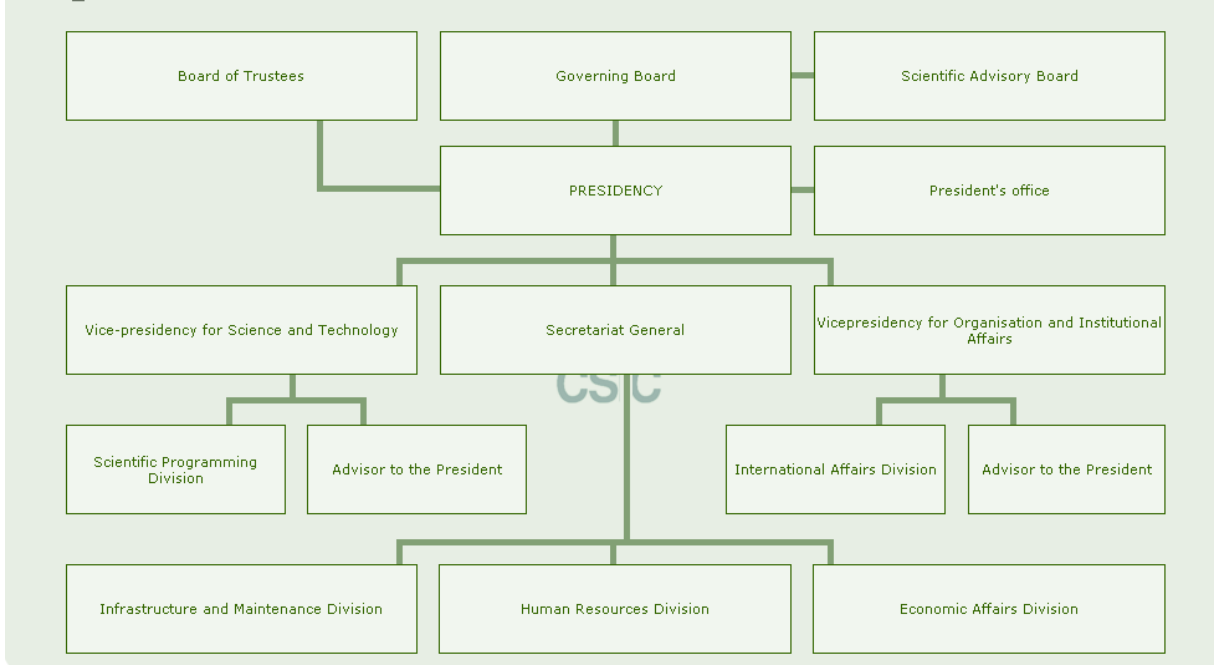 Board of Trustees
Governing Board
Scientific Advisory Board
PRESIDENCY
President's office
Vice-presidency for Science and Technology
Secretariat General
Vicepresidency for Organisation and Institutional
Affairs
CSIC
Scientific Programming
Division
Advisor to the President
International Affairs Division
Advisor to the President
Infrastructure and Maintenance Division
Human Resources Division
Economic Affairs Division